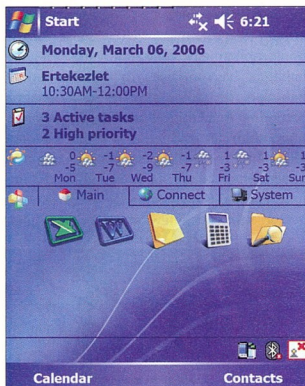 Start 6:21
Monday, March 06, 2006
Ertekezlet
10:30AM-12:00PM
3 Active tasks
2 High priority
0 -1 -2 -1 1 1 1
-5 -7 -9 -7 -3 -3 -3
Mon Tue Wed Thu Fri Sat Sun
Main Connect System
Calendar Contacts